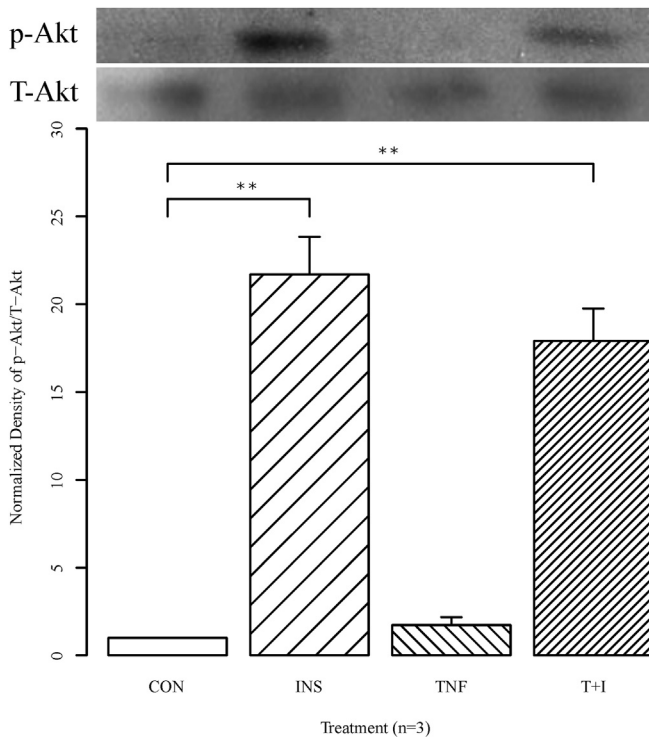 p-Akt
T-Akt
30
25
20
15
10
5
0
Normalized Density of p−Akt/T−Akt
**
**
CON INS TNF T+I
Treatment (n=3)